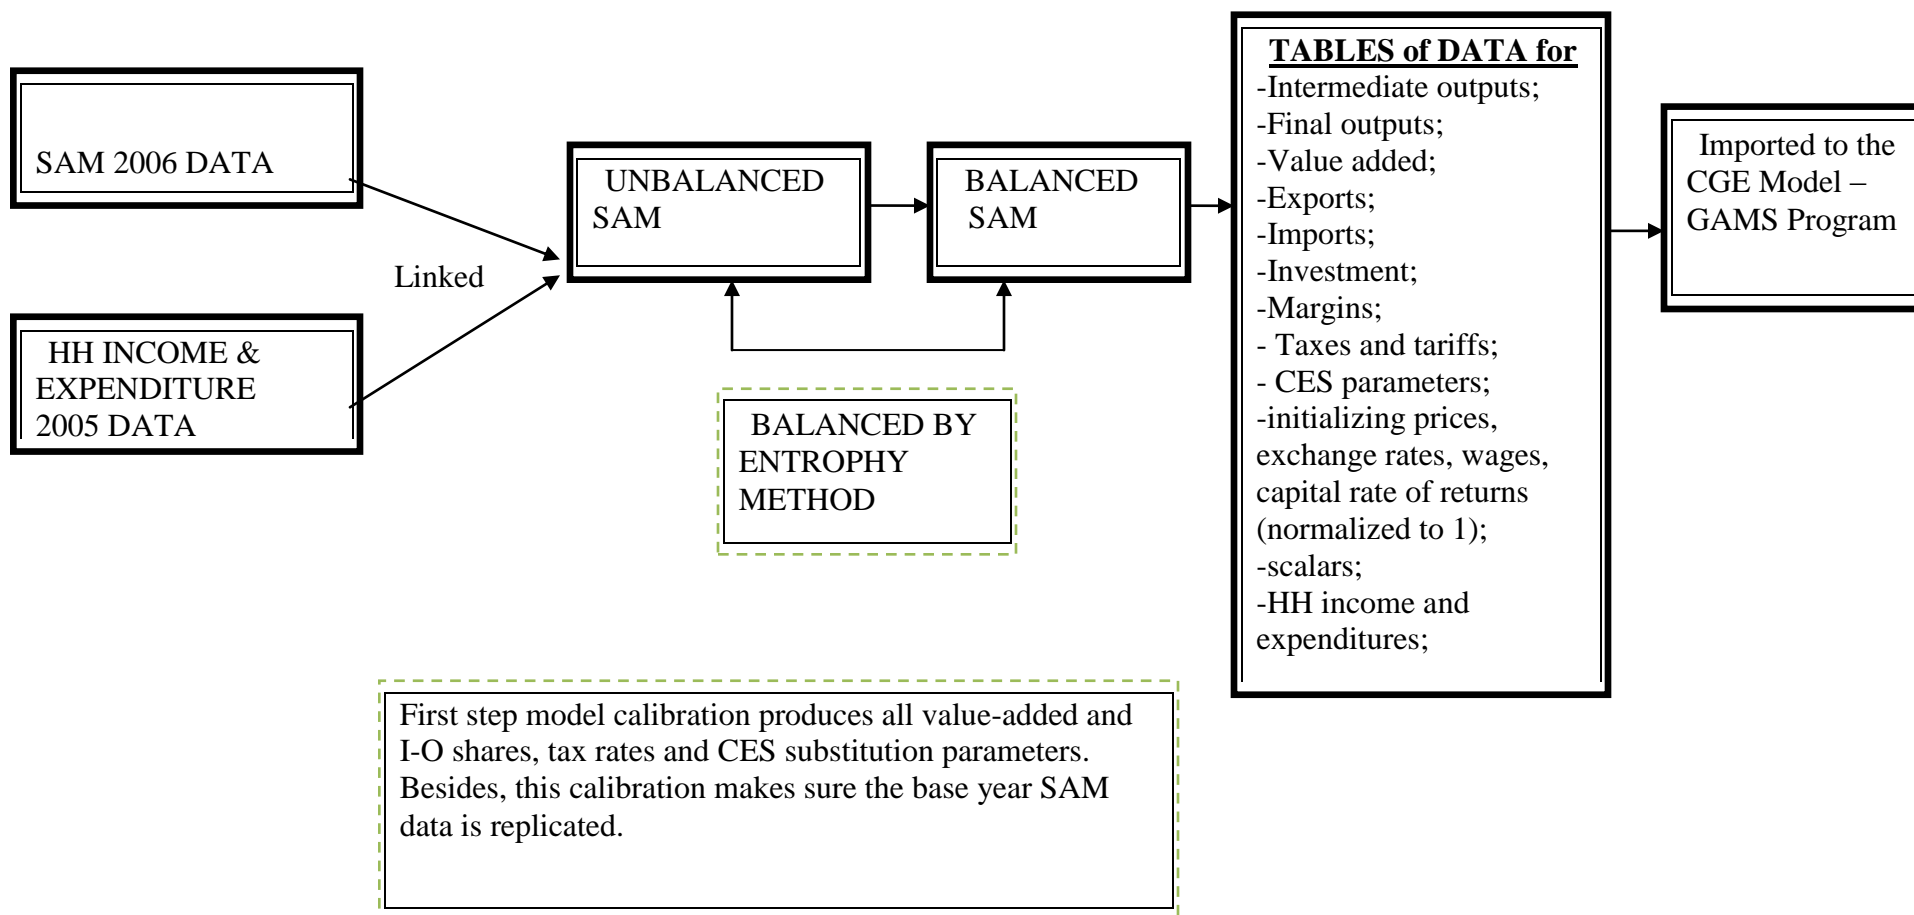 SAM 2006 DATA
HH INCOME &
EXPENDITURE
2005 DATA
Linked
UNBALANCED
SAM
BALANCED
SAM
BALANCED BY
ENTROPHY
METHOD
TABLES of DATA for
-Intermediate outputs;
-Final outputs;
-Value added;
-Exports;
-Imports;
-Investment;
-Margins;
- Taxes and tariffs;
- CES parameters;
-initializing prices,
exchange rates, wages,
capital rate of returns
(normalized to 1);
-scalars;
-HH income and
expenditures;
Imported to the
CGE Model –
GAMS Program
First step model calibration produces all value-added and
I-O shares, tax rates and CES substitution parameters.
Besides, this calibration makes sure the base year SAM
data is replicated.